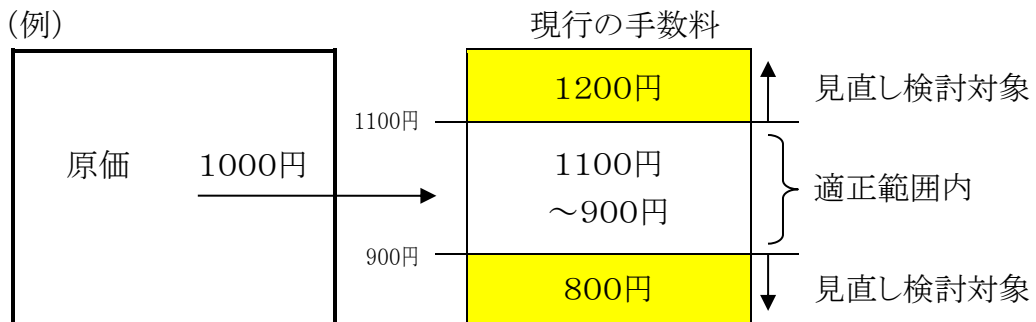 （例）
現行の手数料
1200円
見直し検討対象
1100円
原価 1000円
1100円
～900円
適正範囲内
900円
800円
見直し検討対象